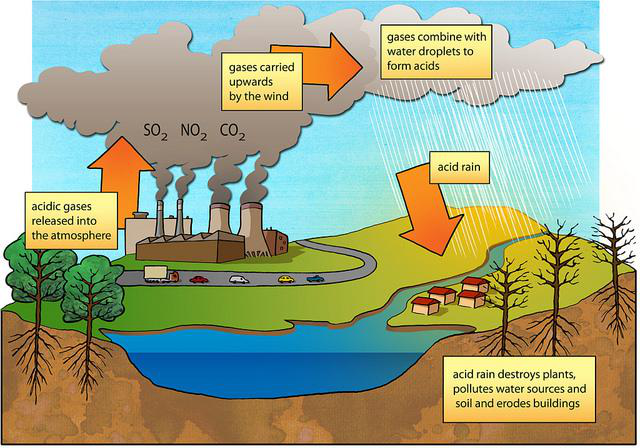 gases combine with
water droplets to
form acids
gases carried
upwards
by the wind
SO2 NO2 CO2
acid rain
acidic gases
released into
the atmosphere
acid rain destroys plants,
pollutes water sources and
soil and erodes buildings